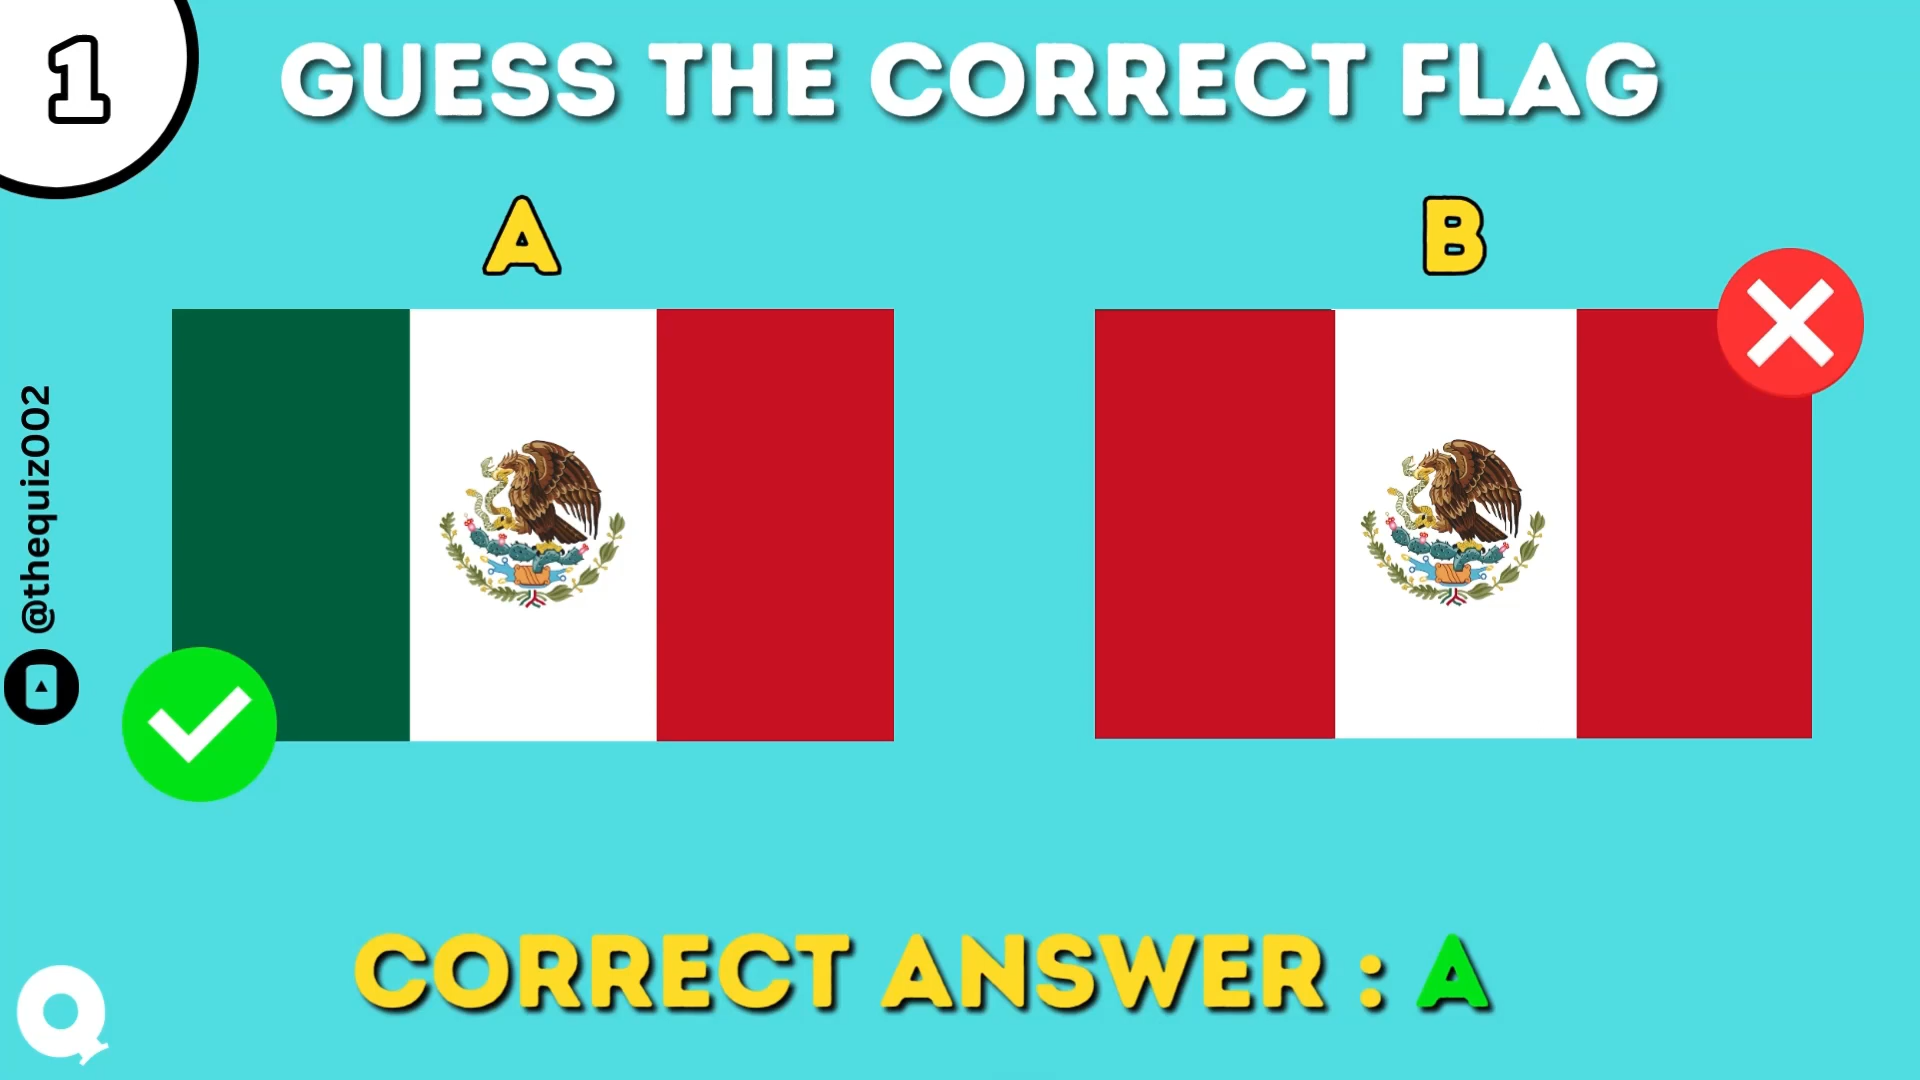 1
GUESS THE CORRECT FLAG
A
B
@thequiz002
CORRECT ANSWER : A
Q